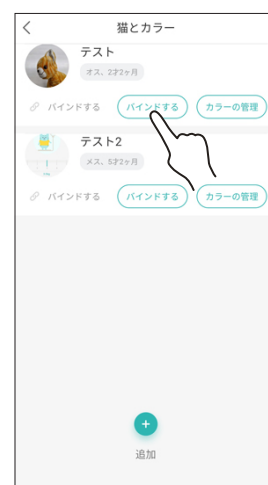 猫とカラー
テスト
オス、2才2ヶ月
バインドする バインドする カラーの管理
テスト2
メス、5才2ヶ月
バインドする バインドする カラーの管理
追加